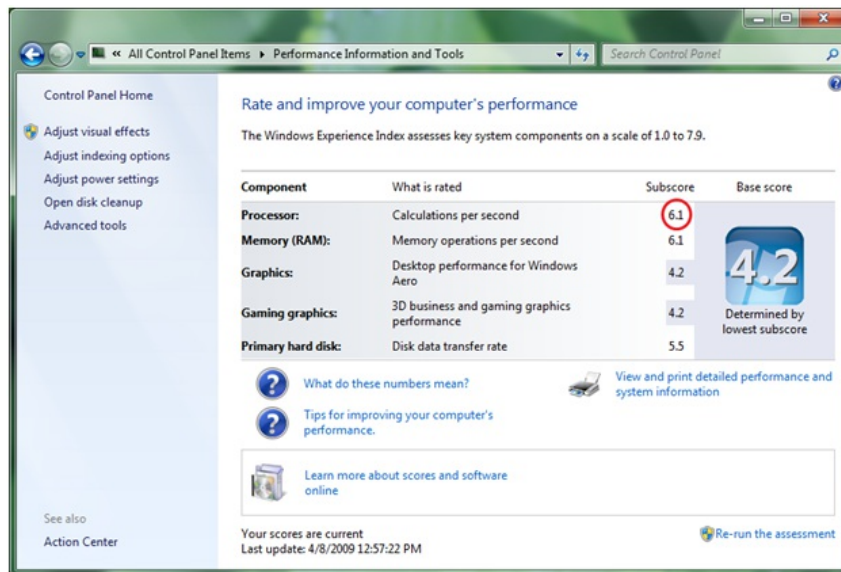 « All Control Panel Items ▸ Performance Information and Tools
Search Control Panel
Control Panel Home
Adjust visual effects
Adjust indexing options
Adjust power settings
Open disk cleanup
Advanced tools
See also
Action Center
Rate and improve your computer's performance
The Windows Experience Index assesses key system components on a scale of 1.0 to 7.9.
Component What is rated Subscore Base score
Processor: Calculations per second 6.1
Memory (RAM): Memory operations per second 6.1
Graphics: Desktop performance for Windows
Aero 4.2
Gaming graphics: 3D business and gaming graphics
performance 4.2
Primary hard disk: Disk data transfer rate 5.5
4.2
Determined by
lowest subscore
What do these numbers mean?
Tips for improving your computer's
performance.
View and print detailed performance and
system information
Learn more about scores and software
online
Your scores are current
Last update: 4/8/2009 12:57:22 PM
Re-run the assessment